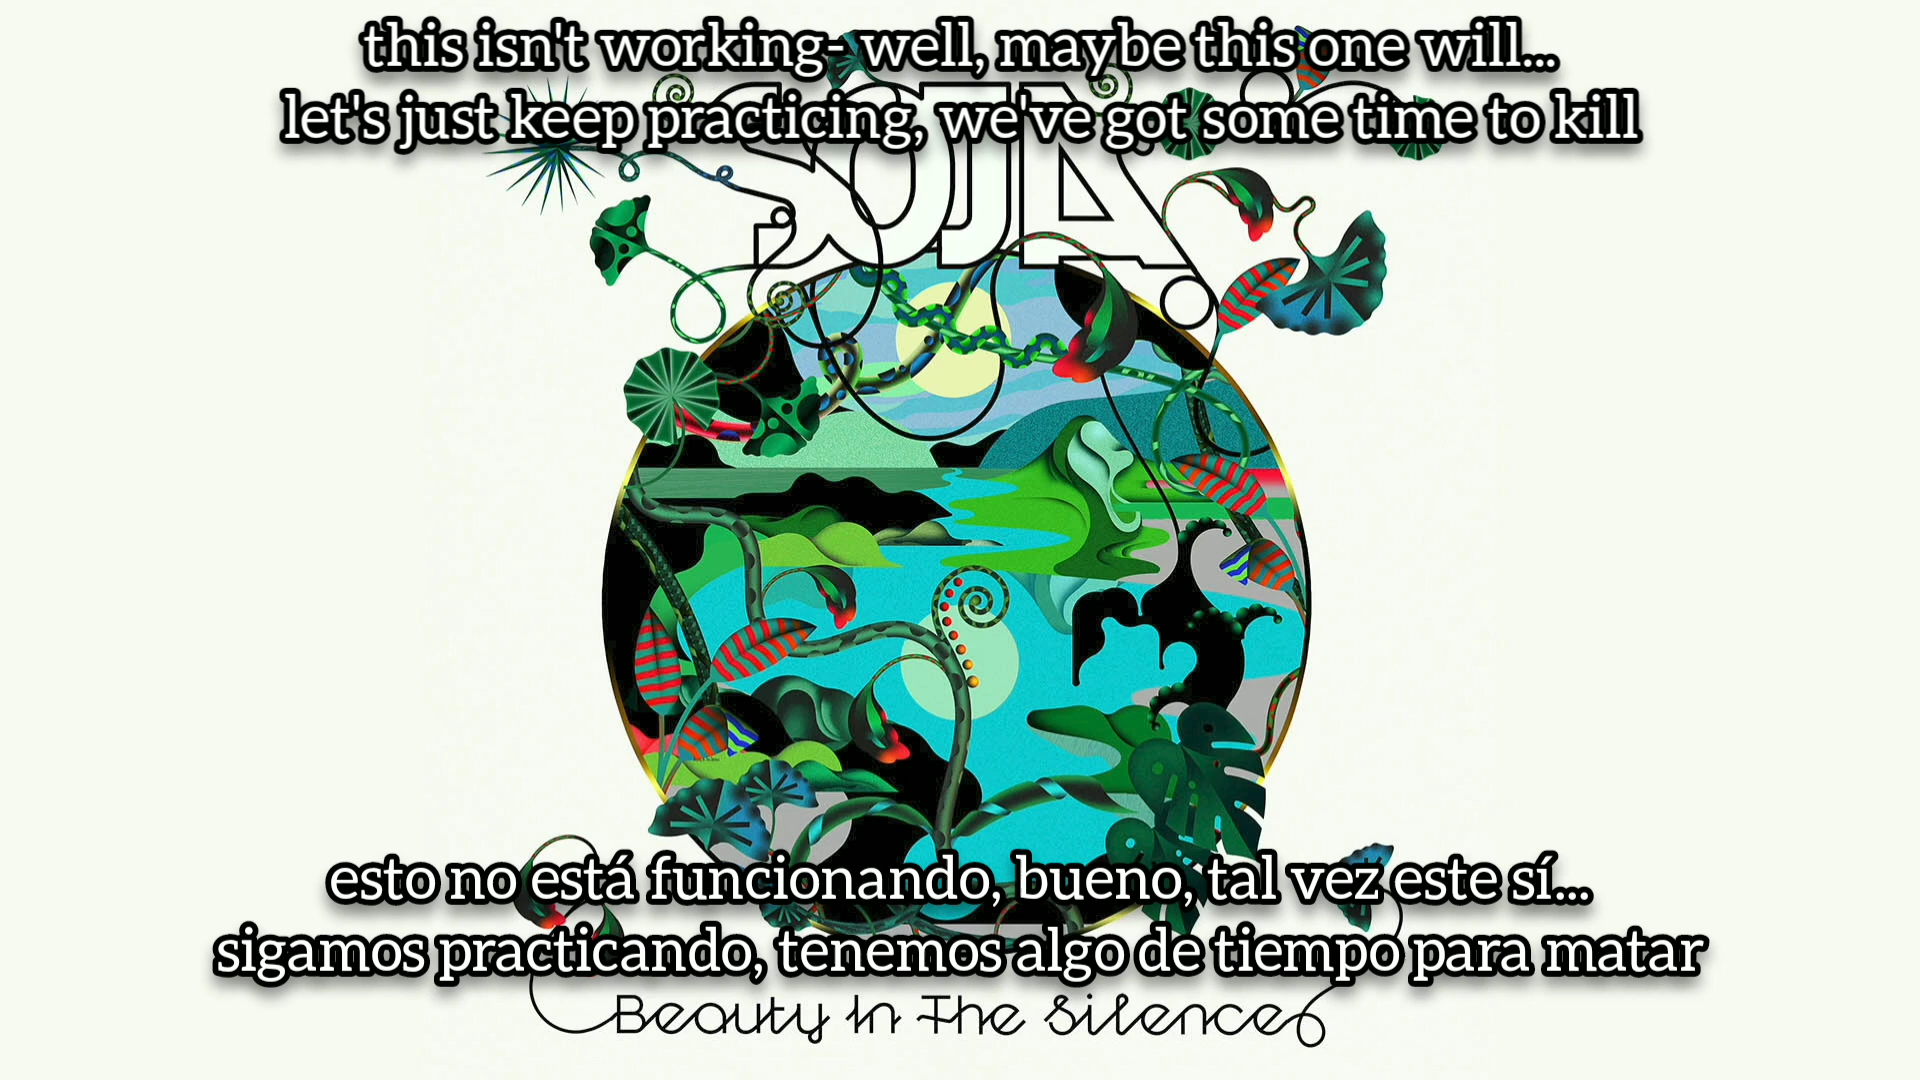 this isn't working- well, maybe this one will...
let's just keep practicing, we've got some time to kill
SOJA
esto no está funcionando, bueno, tal vez este sí...
sigamos practicando, tenemos algo de tiempo para matar
Beauty In The Silence